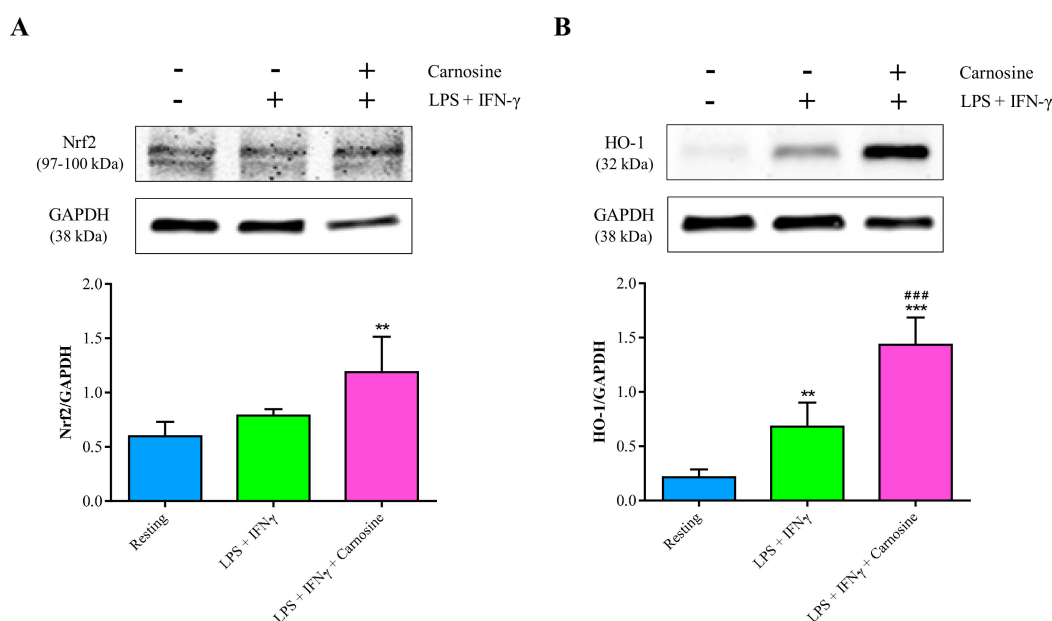 A
- - + Carnosine
- + + LPS + IFN-γ
Nrf2
(97-100 kDa)
GAPDH
(38 kDa)
2.0
1.5
1.0
0.5
0.0
Nrf2/GAPDH
**
Resting
LPS + IFNγ
LPS + IFNγ + Carnosine
B
- - + Carnosine
- + + LPS + IFN-γ
HO-1
(32 kDa)
GAPDH
(38 kDa)
2.0
1.5
1.0
0.5
0.0
HO-1/GAPDH
**
###
***
Resting
LPS + IFNγ
LPS + IFNγ + Carnosine